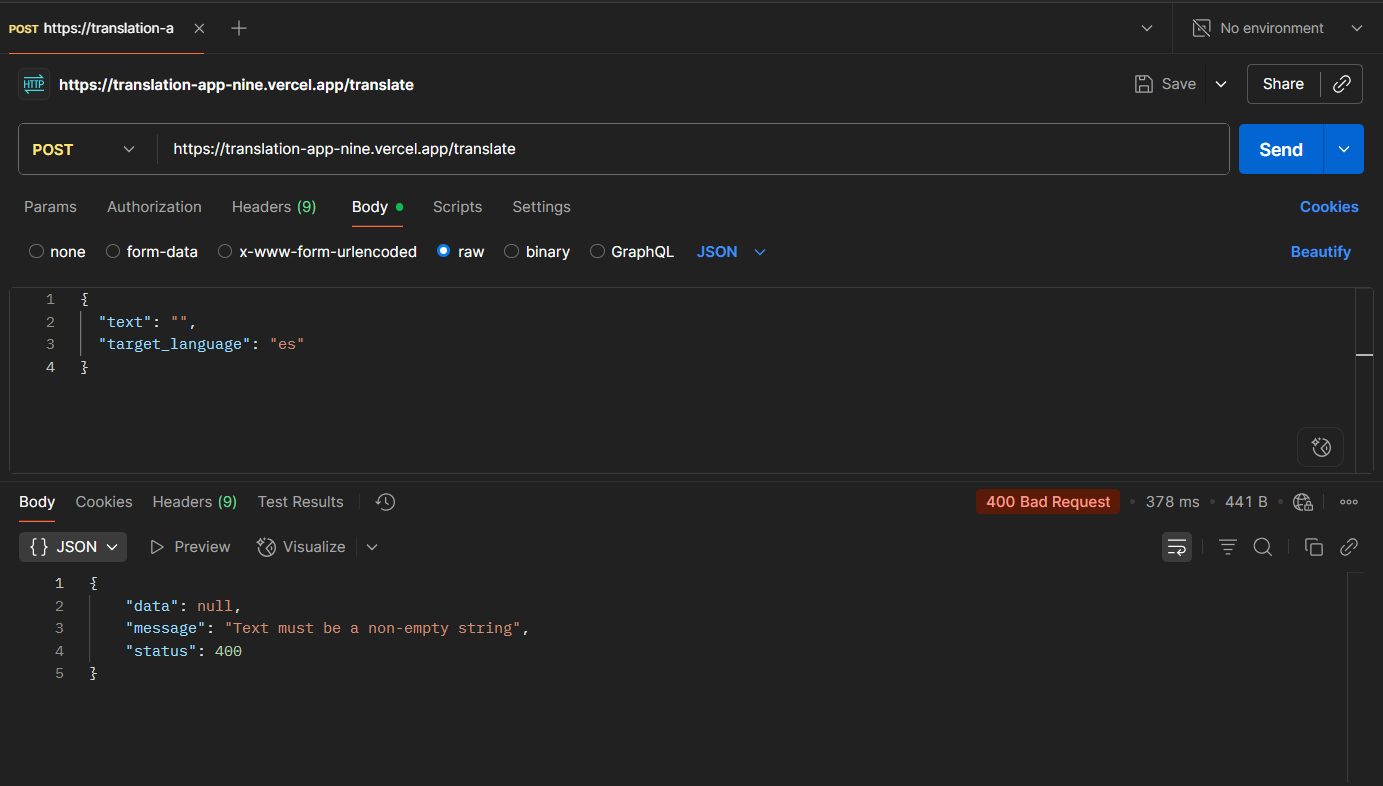 POST https://translation-a
No environment
HTTP https://translation-app-nine.vercel.app/translate Save Share
POST https://translation-app-nine.vercel.app/translate Send
Params Authorization Headers (9) Body Scripts Settings Cookies
none form-data x-www-form-urlencoded raw binary GraphQL JSON Beautify
1 {
2 "text": "",
3 "target_language": "es"
4 }
Body Cookies Headers (9) Test Results 400 Bad Request 378 ms 441 B
{} JSON Preview Visualize
1 {
2 "data": null,
3 "message": "Text must be a non-empty string",
4 "status": 400
5 }